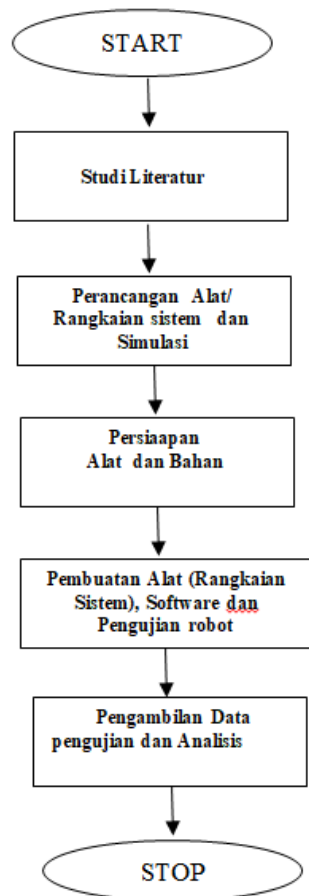 START
Studi Literatur
Perancangan Alat/
Rangkaian sistem dan
Simulasi
Persiaapan
Alat dan Bahan
Pembuatan Alat (Rangkaian
Sistem), Software dan
Pengujian robot
Pengambilan Data
pengujian dan Analisis
STOP